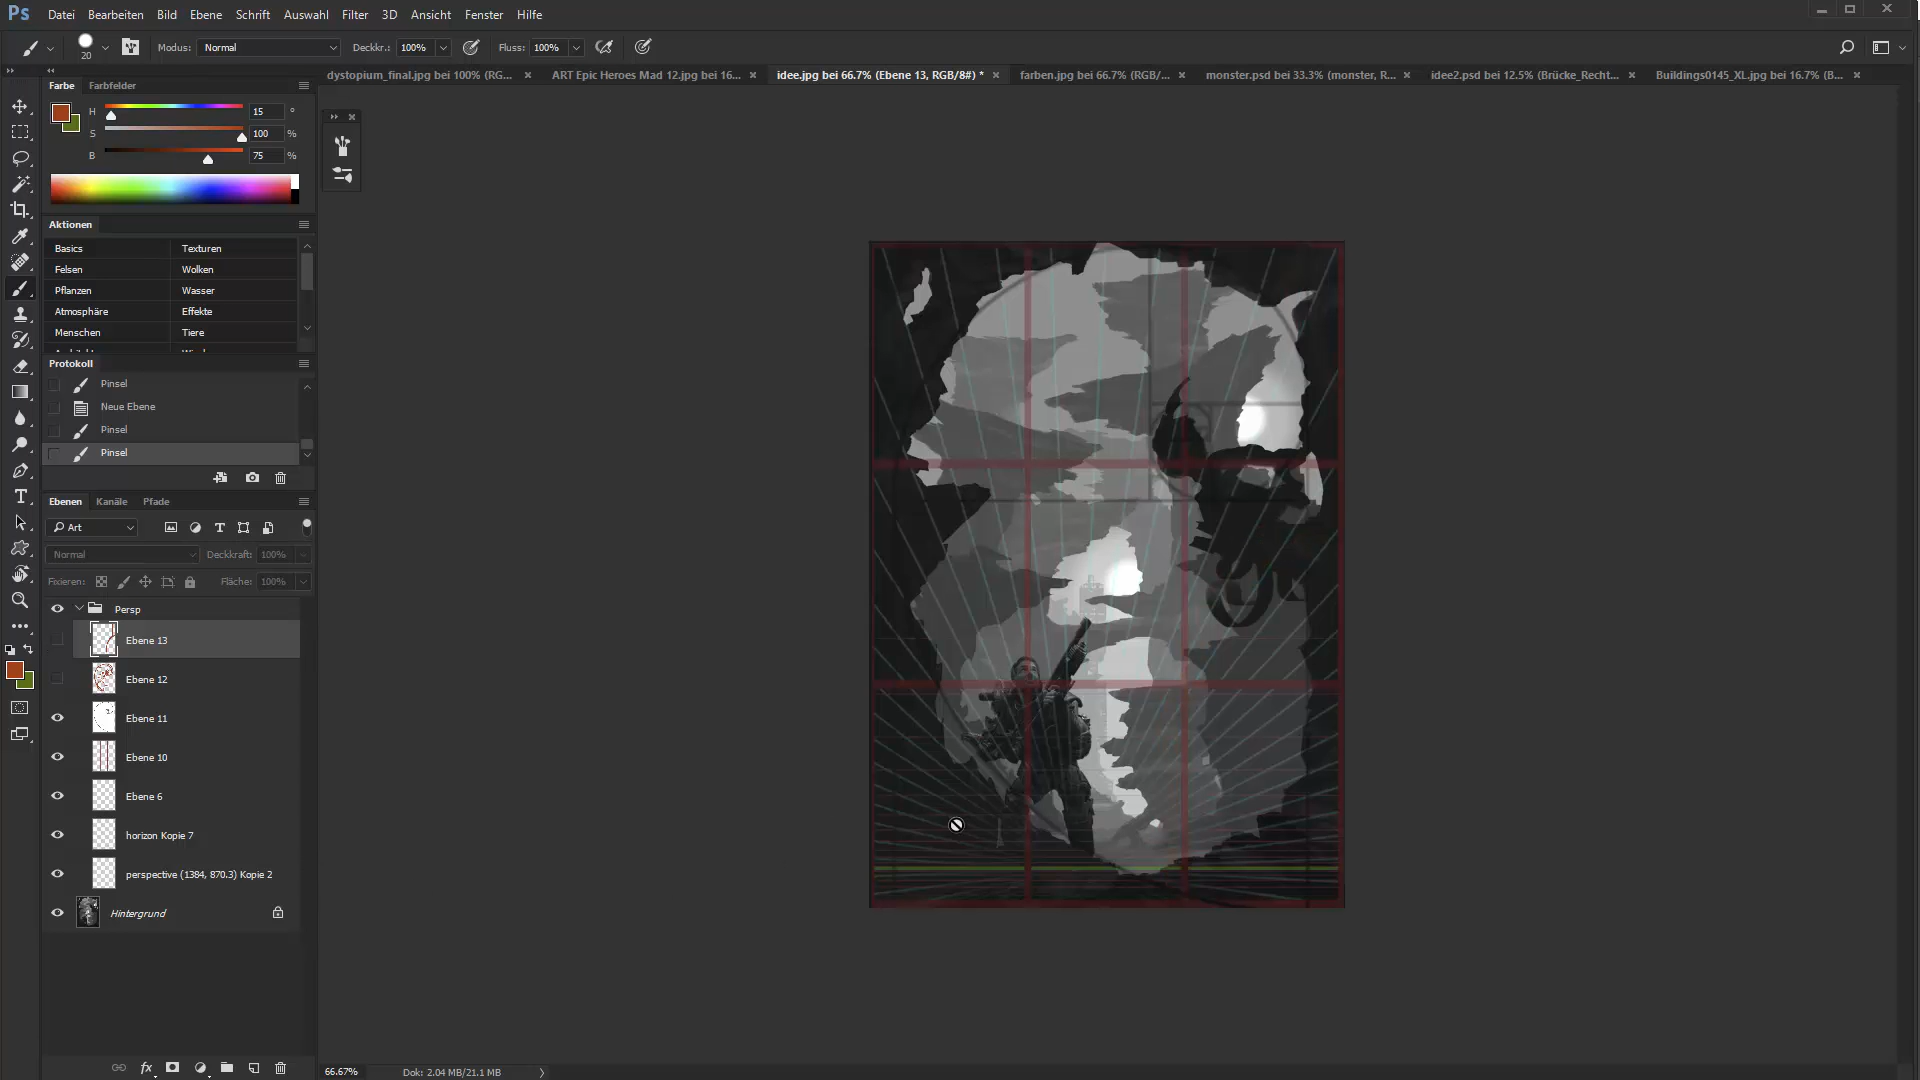 Ps Datei Bearbeiten Bild Ebene Schrift Auswahl Filter 3D Ansicht Fenster Hilfe
20 Modus: Normal Deckkr.: 100% Fluss: 100%
dystopium_final.jpg bei 100% (RG... ART Epic Heroes Mad 12.jpg bei 16... idee.jpg bei 66.7% (Ebene 13, RGB/8#) * farben.jpg bei 66.7% (RGB/... monster.psd bei 33.3% (monster, R... idee2.psd bei 12.5% (Brücke_Recht... Buildings0145_XL.jpg bei 16.7% (B...
Farbe Farbfelder
H 15 °
S 100 %
B 75 %
Aktionen
Basics Texturen
Felsen Wolken
Pflanzen Wasser
Atmosphäre Effekte
Menschen Tiere
Protokoll
Pinsel
Neue Ebene
Pinsel
Pinsel
Ebenen Kanäle Pfade
Art
Normal Deckkraft: 100%
Fixieren: Fläche: 100%
Persp
Ebene 13
Ebene 12
Ebene 11
Ebene 10
Ebene 6
horizon Kopie 7
perspective (1384, 870.3) Kopie 2
Hintergrund
fx
66.67% Dok: 2.04 MB/21.1 MB